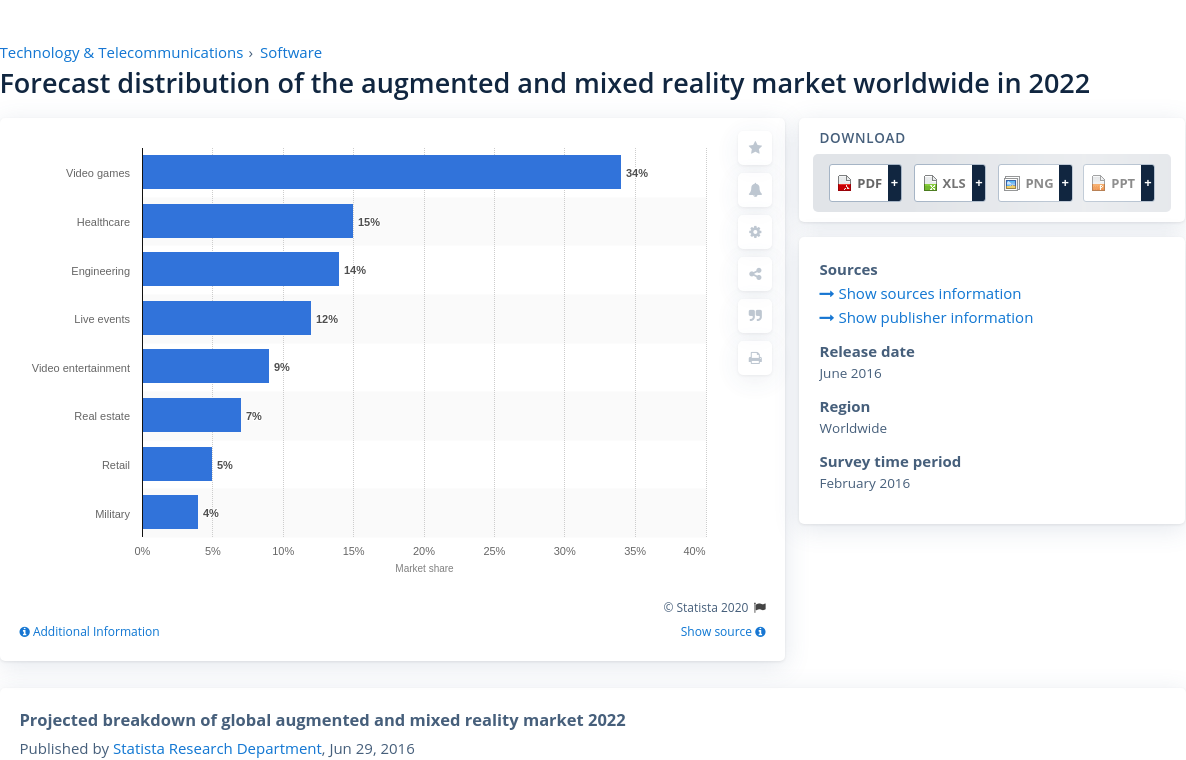 Technology & Telecommunications › Software
Forecast distribution of the augmented and mixed reality market worldwide in 2022
Video games 34%
Healthcare 15%
Engineering 14%
Live events 12%
Video entertainment 9%
Real estate 7%
Retail 5%
Military 4%
0% 5% 10% 15% 20% 25% 30% 35% 40%
Market share
© Statista 2020
Additional Information
Show source
DOWNLOAD
PDF + XLS + PNG + PPT +
Sources
Show sources information
Show publisher information
Release date
June 2016
Region
Worldwide
Survey time period
February 2016
Projected breakdown of global augmented and mixed reality market 2022
Published by Statista Research Department, Jun 29, 2016